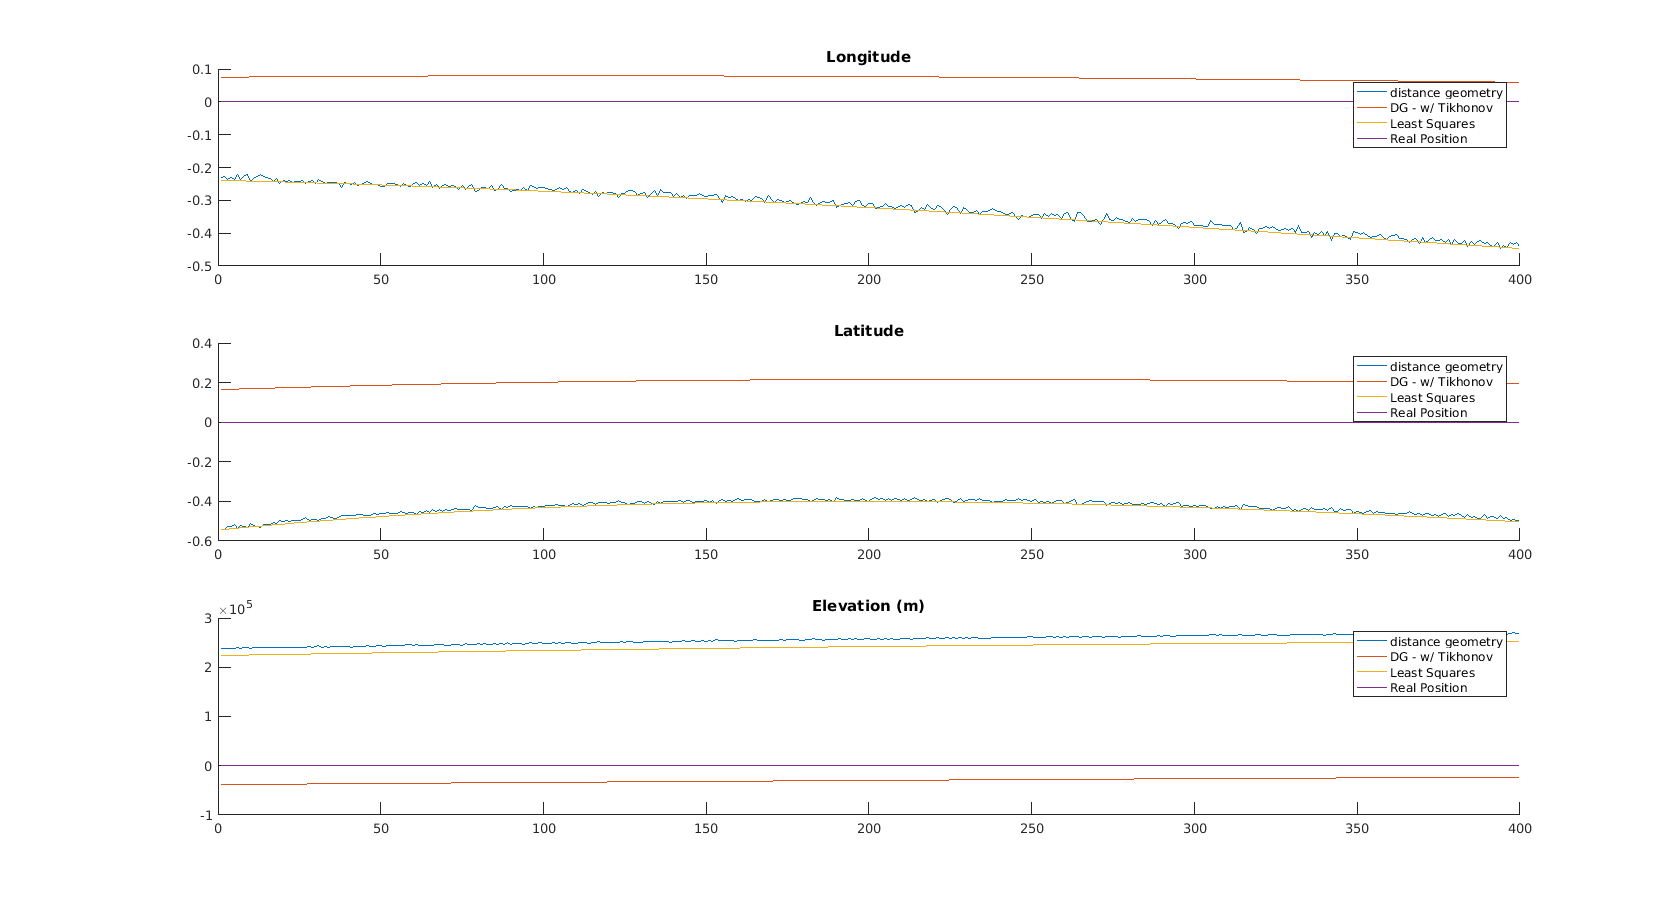 Longitude
0.1
0
-0.1
-0.2
-0.3
-0.4
-0.5
0 50 100 150 200 250 300 350 400
distance geometry
DG - w/ Tikhonov
Least Squares
Real Position
Latitude
0.4
0.2
0
-0.2
-0.4
-0.6
0 50 100 150 200 250 300 350 400
distance geometry
DG - w/ Tikhonov
Least Squares
Real Position
Elevation (m)
×10^5
3
2
1
0
-1
0 50 100 150 200 250 300 350 400
distance geometry
DG - w/ Tikhonov
Least Squares
Real Position